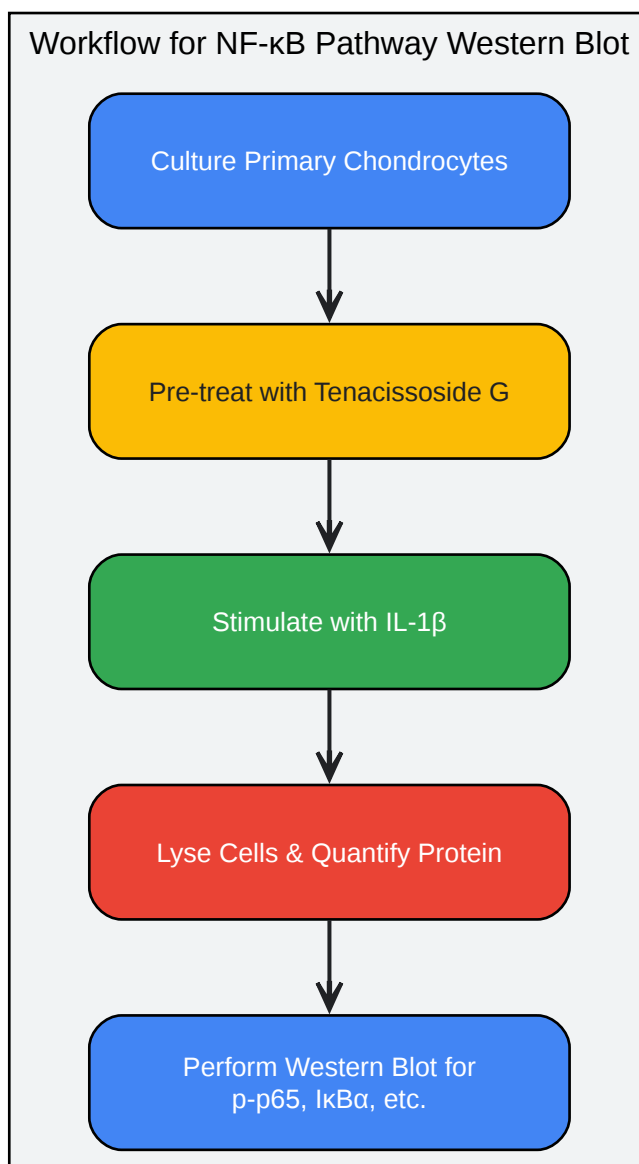 Workflow for NF-κB Pathway Western Blot
Culture Primary Chondrocytes
Pre-treat with Tenacissoside G
Stimulate with IL-1β
Lyse Cells & Quantify Protein
Perform Western Blot for
p-p65, IκBα, etc.